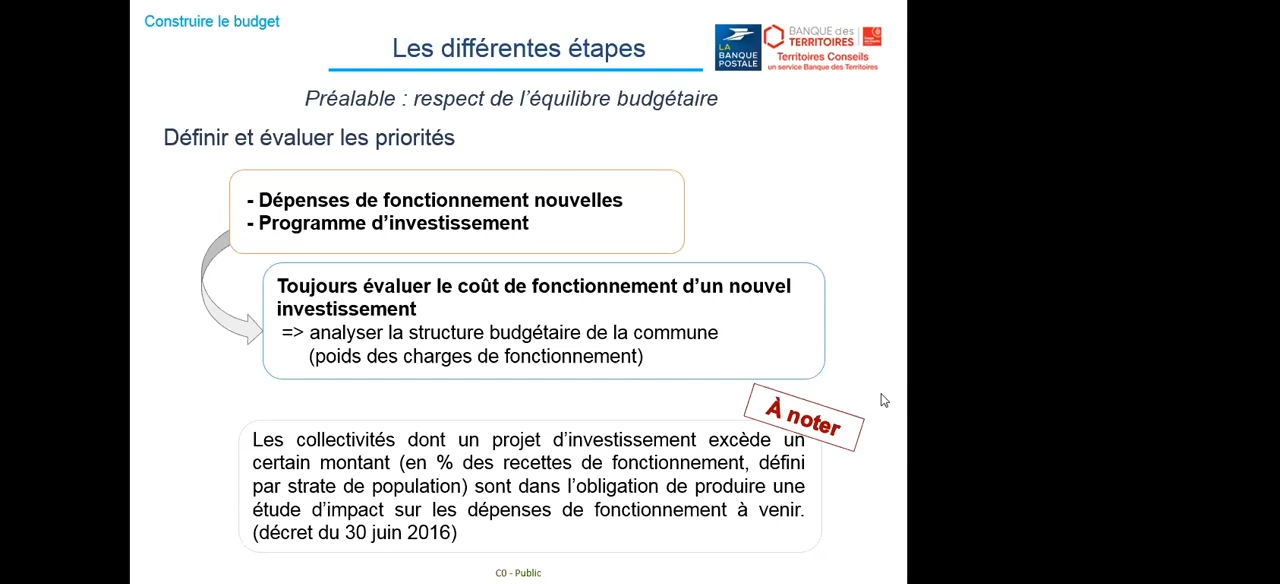 Construire le budget
Les différentes étapes
LA
BANQUE
POSTALE
BANQUE des
TERRITOIRES
Territoires Conseils
un service Banque des Territoires
Préalable : respect de l’équilibre budgétaire
Définir et évaluer les priorités
- Dépenses de fonctionnement nouvelles
- Programme d’investissement
Toujours évaluer le coût de fonctionnement d’un nouvel
investissement
=> analyser la structure budgétaire de la commune
(poids des charges de fonctionnement)
À noter
Les collectivités dont un projet d’investissement excède un
certain montant (en % des recettes de fonctionnement, défini
par strate de population) sont dans l’obligation de produire une
étude d’impact sur les dépenses de fonctionnement à venir.
(décret du 30 juin 2016)
C0 - Public